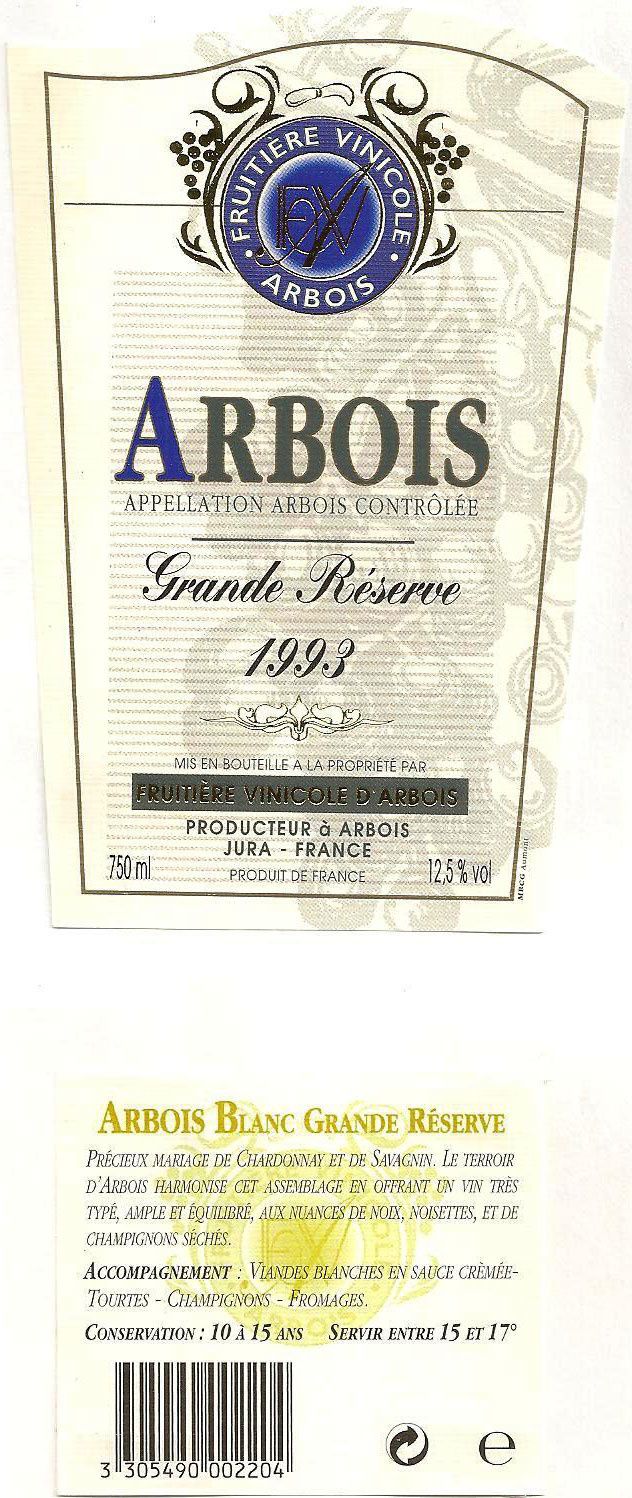 FRUITIÈRE VINICOLE
ARBOIS
ARBOIS
APPELLATION ARBOIS CONTRÔLÉE
Grande Réserve
1993
MIS EN BOUTEILLE A LA PROPRIÉTÉ PAR
FRUITIÈRE VINICOLE D'ARBOIS
PRODUCTEUR à ARBOIS
JURA - FRANCE
750 ml PRODUIT DE FRANCE 12,5 % vol
MRCG Aumont
ARBOIS BLANC GRANDE RÉSERVE
PRÉCIEUX MARIAGE DE CHARDONNAY ET DE SAVAGNIN. LE TERROIR
D'ARBOIS HARMONISE CET ASSEMBLAGE EN OFFRANT UN VIN TRÈS
TYPÉ, AMPLE ET ÉQUILIBRÉ, AUX NUANCES DE NOIX, NOISETTES, ET DE
CHAMPIGNONS SÉCHÉS.
ACCOMPAGNEMENT : VIANDES BLANCHES EN SAUCE CRÈMÉE-
TOURTES - CHAMPIGNONS - FROMAGES.
CONSERVATION : 10 À 15 ANS SERVIR ENTRE 15 ET 17°
3 305490 002204
e